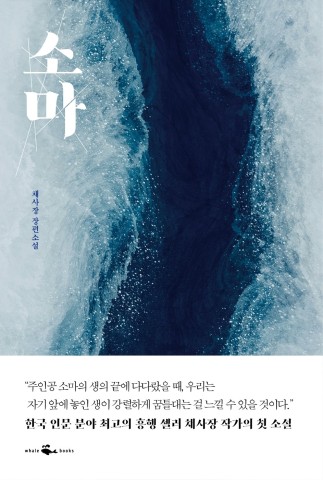 소
마
채사장 장편소설
“주인공 소마의 생의 끝에 다다랐을 때, 우리는
자기 앞에 놓인 생이 강렬하게 꿈틀대는 걸 느낄 수 있을 것이다.”
한국 인문 분야 최고의 흥행 셀러 채사장 작가의 첫 소설
whale books